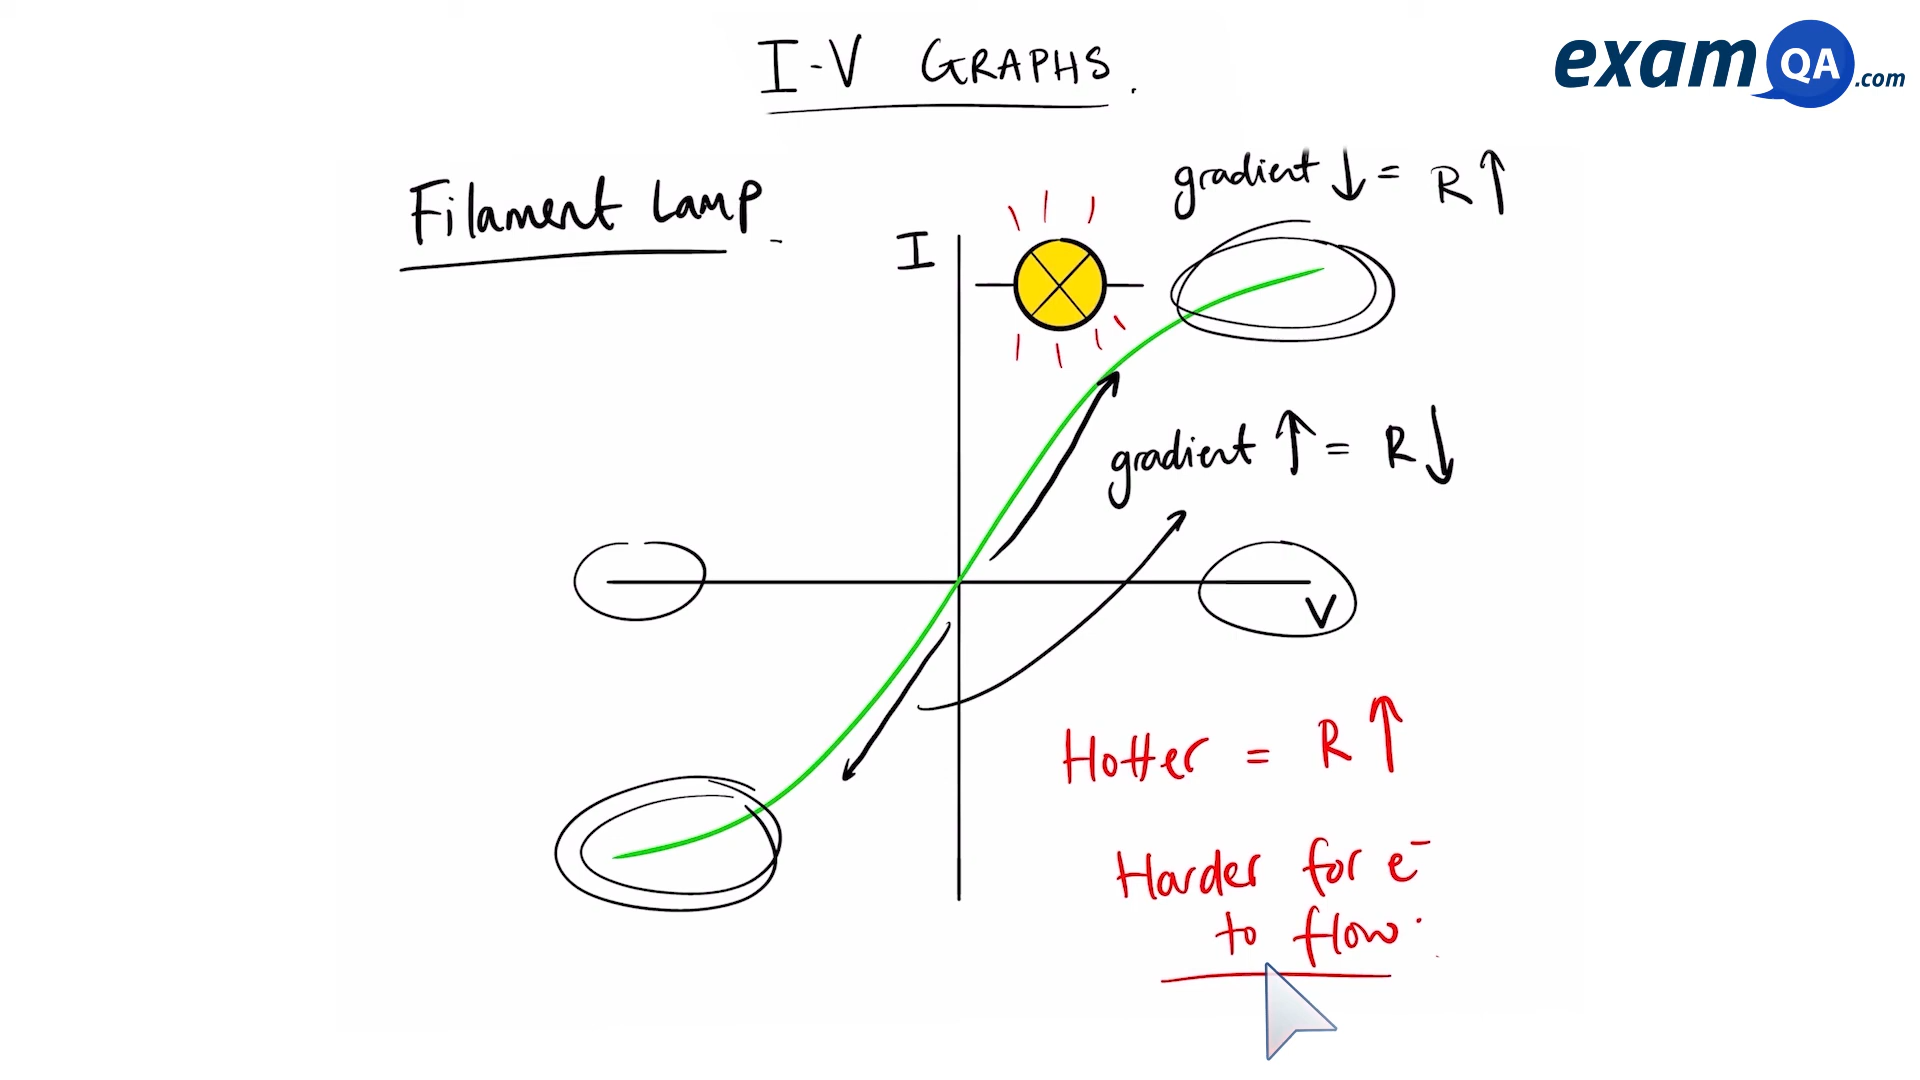 I-V GRAPHS.
examQA.com
Filament Lamp.
gradient ↓ = R ↑
I
gradient ↑ = R ↓
V
Hotter = R ↑
Harder for e⁻
to flow.